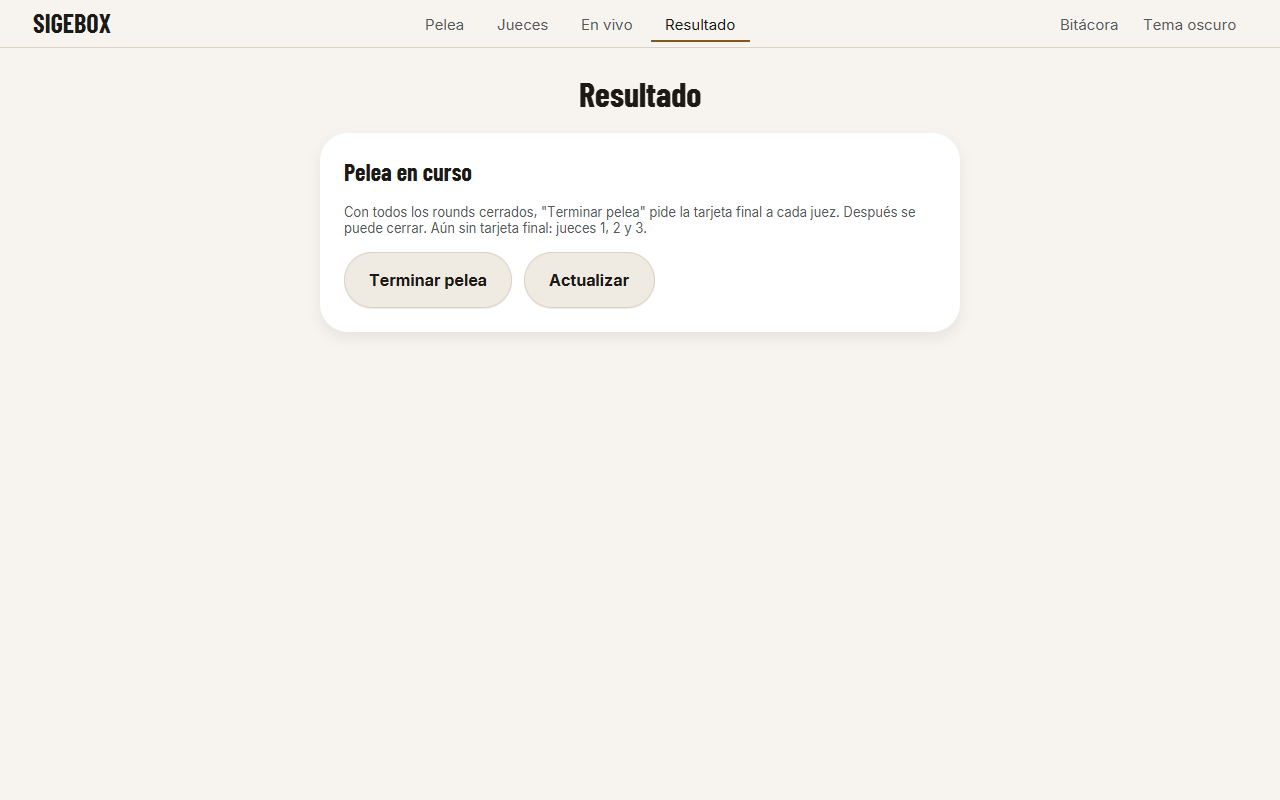 SIGEBOX
Pelea
Jueces
En vivo
Resultado
Bitácora
Tema oscuro
Resultado
Pelea en curso
Con todos los rounds cerrados, "Terminar pelea" pide la tarjeta final a cada juez. Después se
puede cerrar. Aún sin tarjeta final: jueces 1, 2 y 3.
Terminar pelea
Actualizar